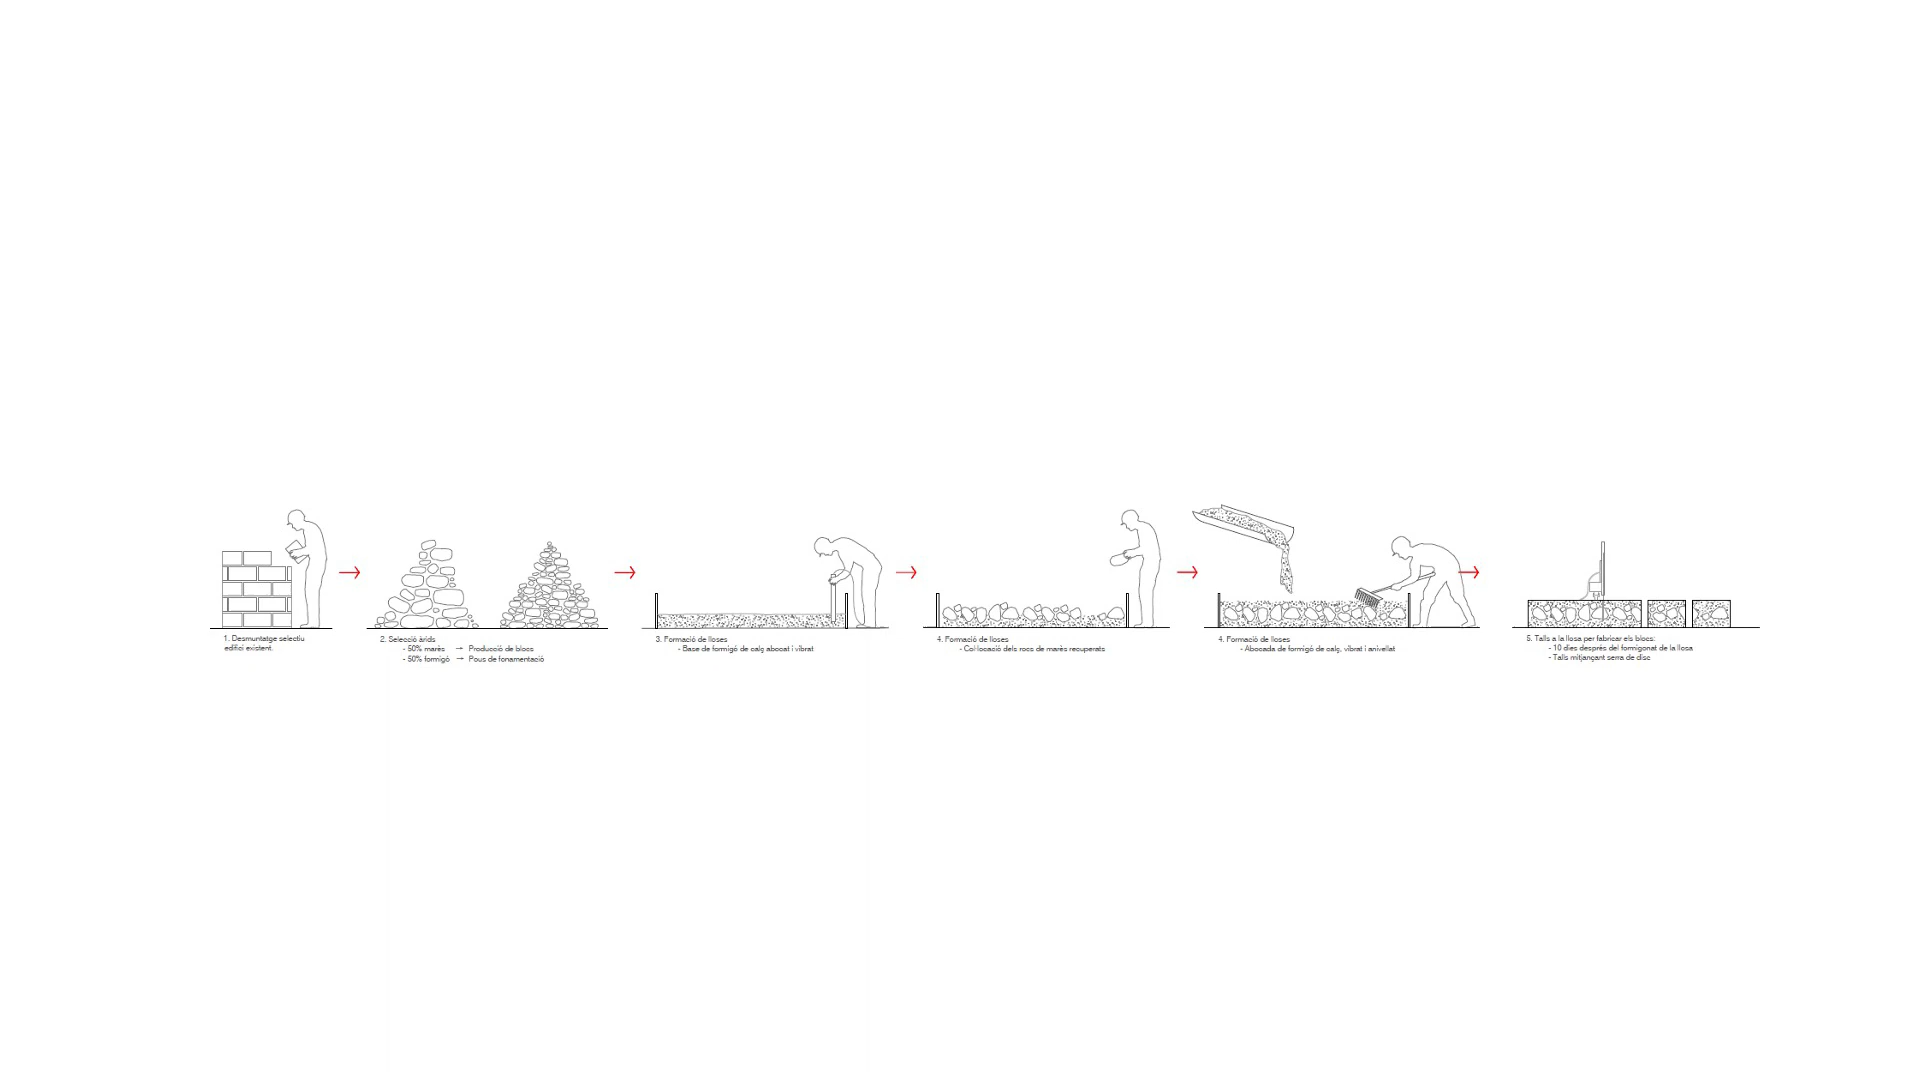 1. Desmuntatge selectiu
edifici existent.
2. Selecció àrids
- 50% marès → Producció de blocs
- 50% formigó → Pous de fonamentació
3. Formació de lloses
- Base de formigó de calç abocat i vibrat
4. Formació de lloses
- Col·locació dels rocs de marès recuperats
4. Formació de lloses
- Abocada de formigó de calç, vibrat i anivellat
5. Talls a la llosa per fabricar els blocs:
- 10 dies després del formigonat de la llosa
- Talls mitjançant serra de disc